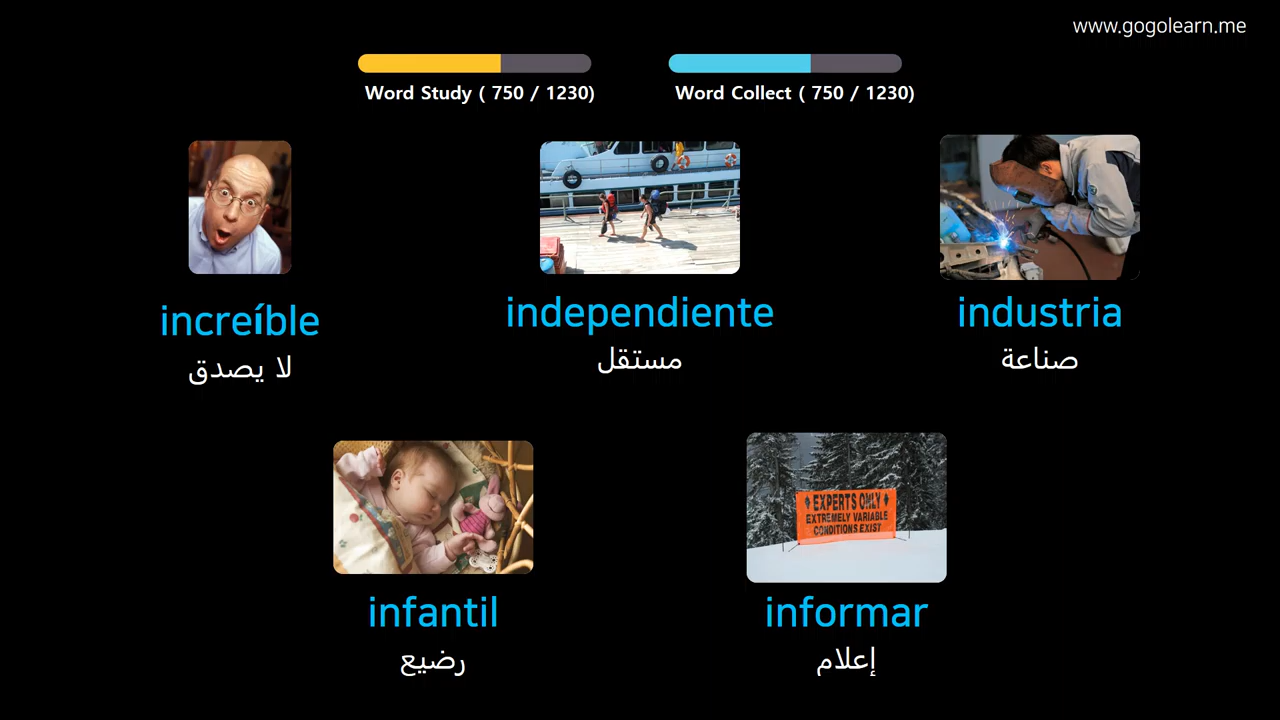 www.gogolearn.me
Word Study ( 750 / 1230)
Word Collect ( 750 / 1230)
increíble
لا يصدق
independiente
مستقل
industria
صناعة
infantil
رضيع
EXPERTS ONLY
EXTREMELY VARIABLE
CONDITIONS EXIST
informar
إعلام